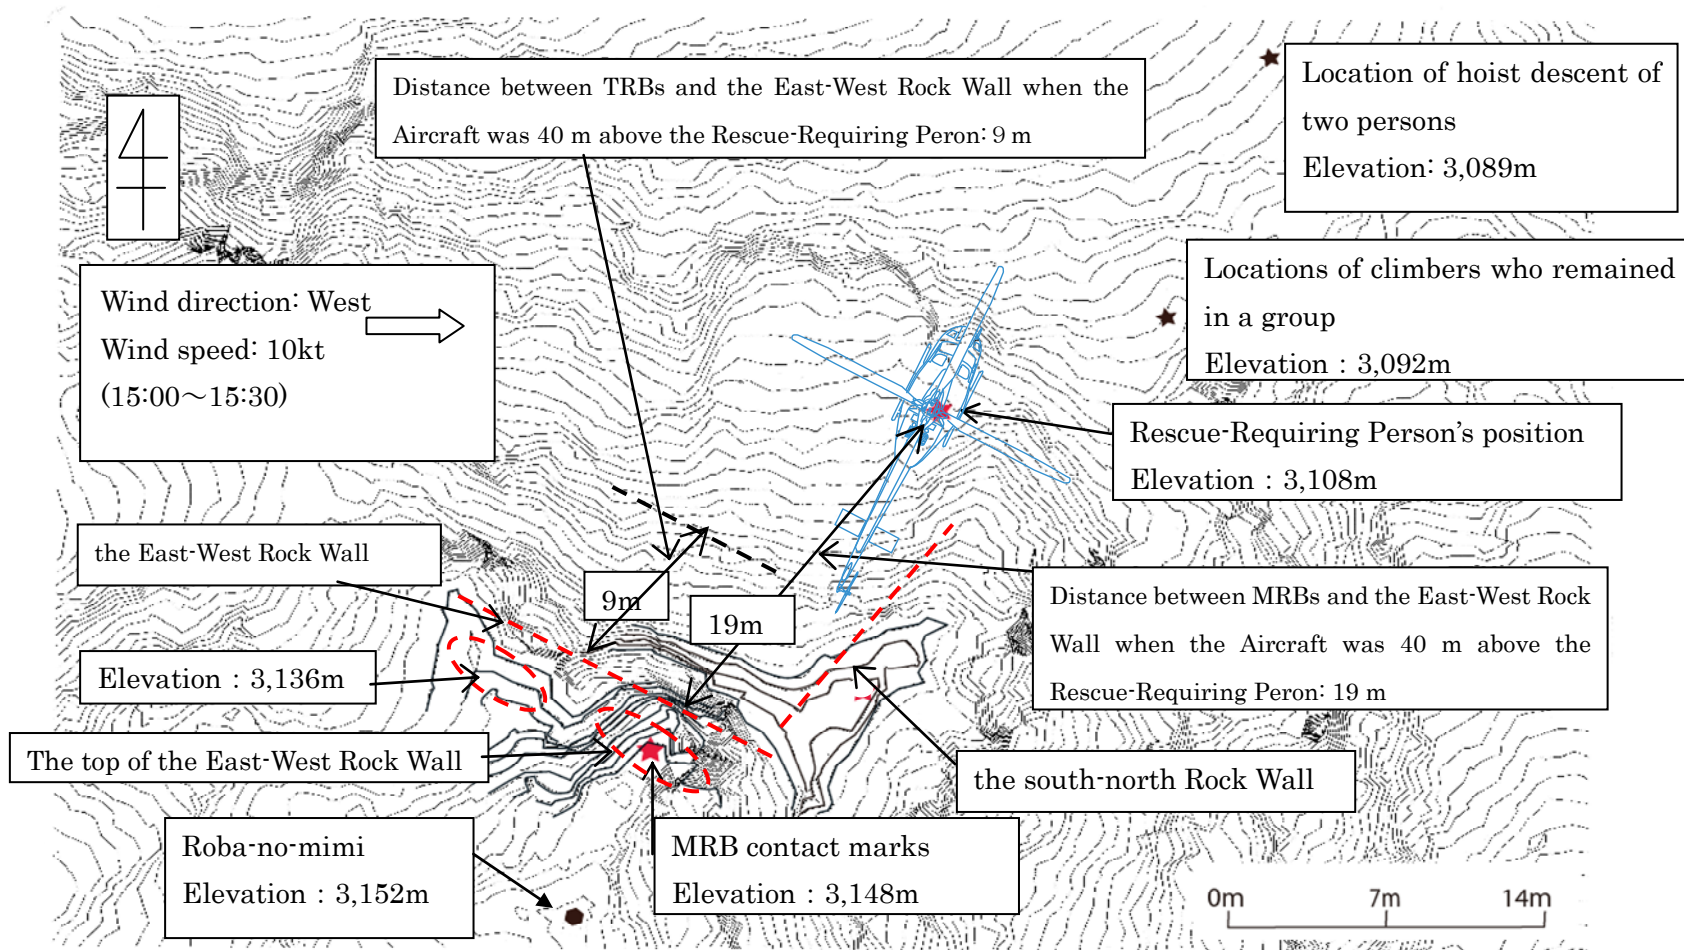 Distance between TRBs and the East-West Rock Wall when the
Aircraft was 40 m above the Rescue-Requiring Peron: 9 m
Location of hoist descent of
two persons
Elevation: 3,089m
Wind direction: West
Wind speed: 10kt
(15:00~15:30)
Locations of climbers who remained
in a group
Elevation : 3,092m
Rescue-Requiring Person's position
Elevation : 3,108m
the East-West Rock Wall
9m
19m
Distance between MRBs and the East-West Rock
Wall when the Aircraft was 40 m above the
Rescue-Requiring Peron: 19 m
Elevation : 3,136m
The top of the East-West Rock Wall
the south-north Rock Wall
Roba-no-mimi
Elevation : 3,152m
MRB contact marks
Elevation : 3,148m
0m 7m 14m